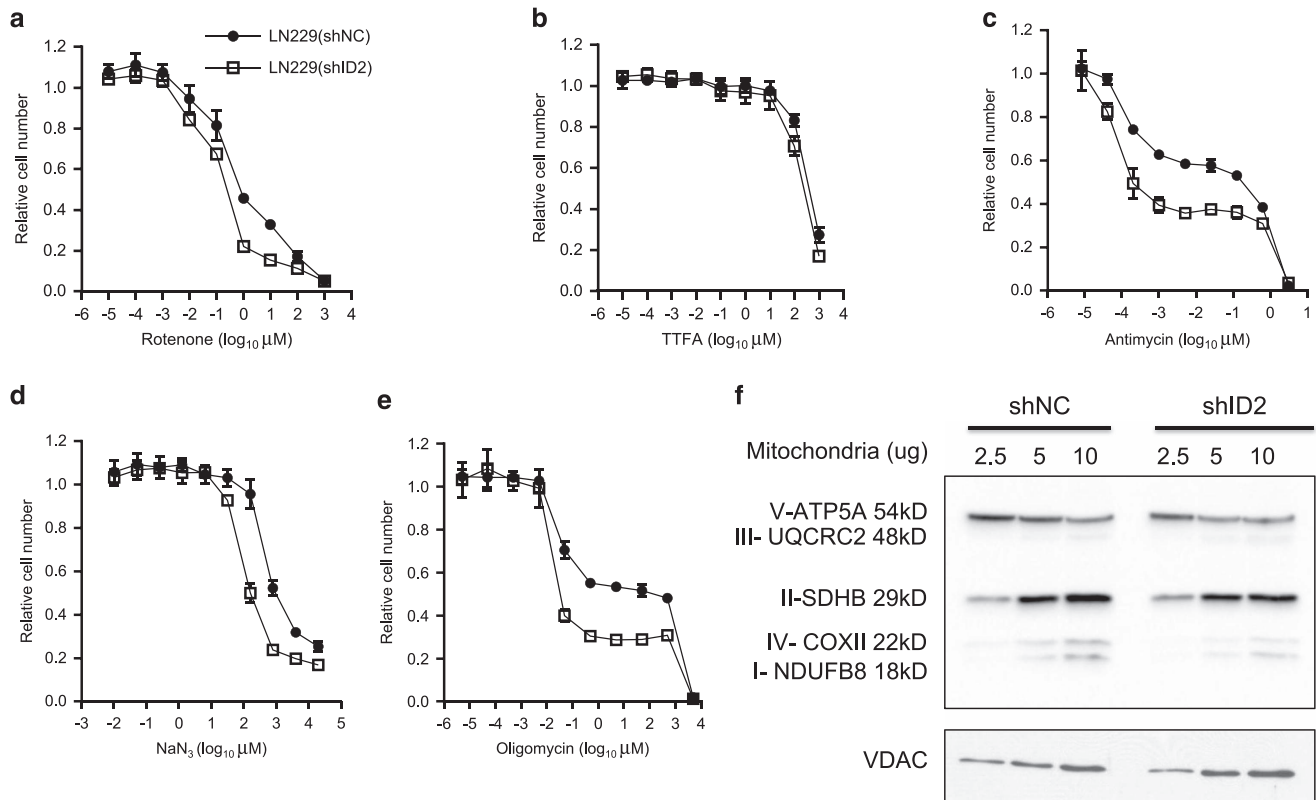 a
LN229(shNC)
LN229(shID2)
Relative cell number
1.2
1.0
0.8
0.6
0.4
0.2
0.0
-6 -5 -4 -3 -2 -1 0 1 2 3 4
Rotenone (log₁₀ μM)
b
Relative cell number
1.2
1.0
0.8
0.6
0.4
0.2
0.0
-6 -5 -4 -3 -2 -1 0 1 2 3 4
TTFA (log₁₀ μM)
c
Relative cell number
1.2
1.0
0.8
0.6
0.4
0.2
0.0
-6 -5 -4 -3 -2 -1 0 1
Antimycin (log₁₀ μM)
d
Relative cell number
1.2
1.0
0.8
0.6
0.4
0.2
0.0
-3 -2 -1 0 1 2 3 4 5
NaN₃ (log₁₀ μM)
e
Relative cell number
1.2
1.0
0.8
0.6
0.4
0.2
0.0
-6 -5 -4 -3 -2 -1 0 1 2 3 4
Oligomycin (log₁₀ μM)
f
shNC shID2
Mitochondria (ug) 2.5 5 10 2.5 5 10
V-ATP5A 54kD
III- UQCRC2 48kD
II-SDHB 29kD
IV- COXII 22kD
I- NDUFB8 18kD
VDAC